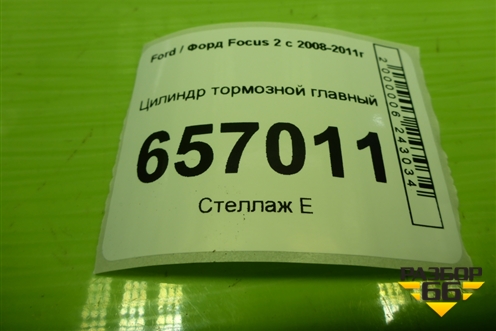 Ford / Форд Focus 2 с 2008-2011г
Цилиндр тормозной главный
657011
Стеллаж Е
2000006243034
РАЗБОР
66